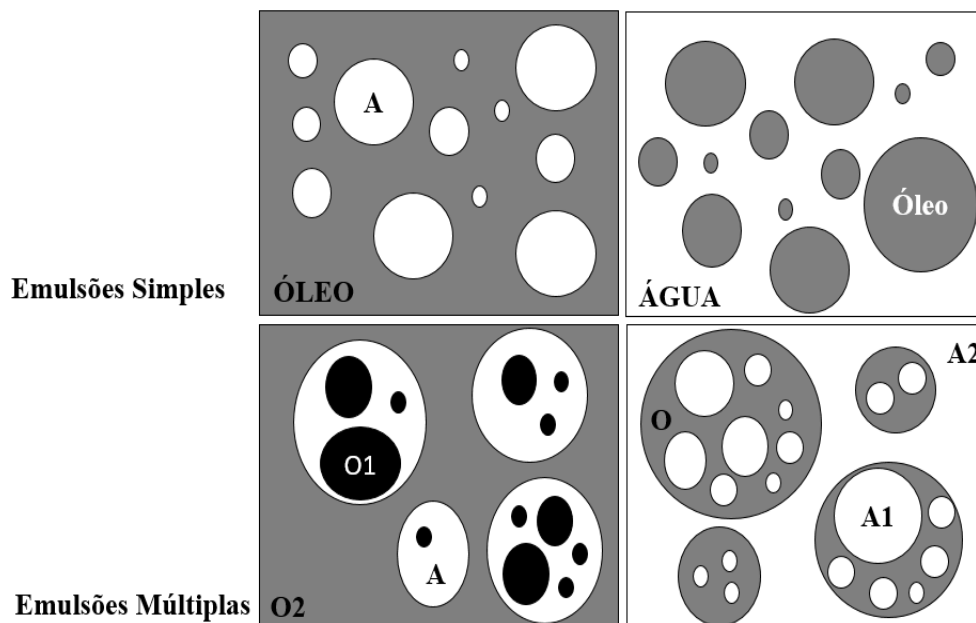 A
Óleo
Emulsões Simples
ÓLEO
ÁGUA
A2
O
O1
A1
A
Emulsões Múltiplas
O2